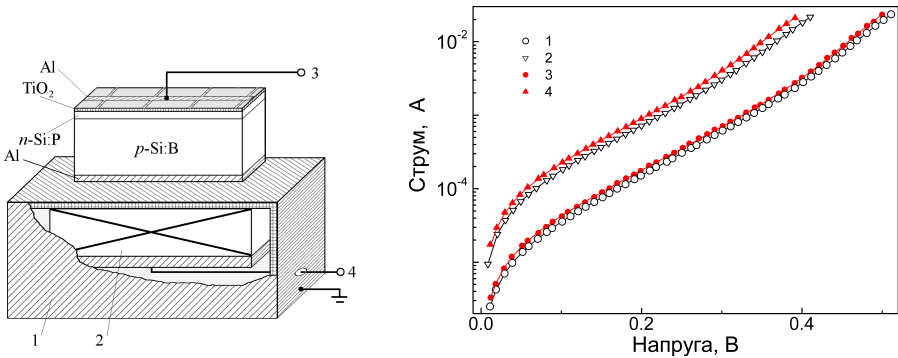 Al
TiO2
n-Si:P
Al
p-Si:B
3
4
1
2
10-2
10-4
Струм, А
1
2
3
4
0.0
0.2
0.4
Напруга, В